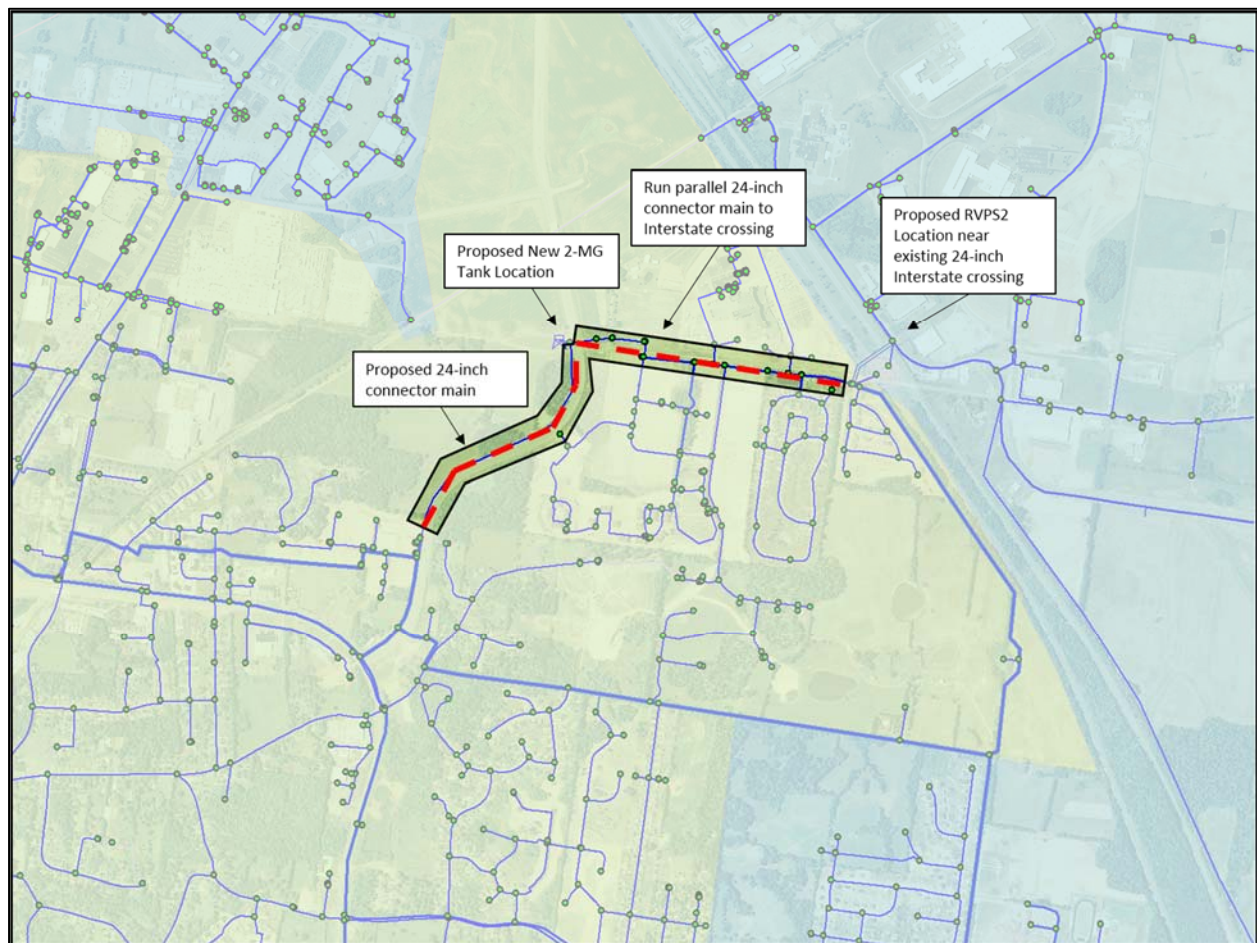 Run parallel 24-inch
connector main to
Interstate crossing
Proposed RVPS2
Location near
existing 24-inch
Interstate crossing
Proposed New 2-MG
Tank Location
Proposed 24-inch
connector main